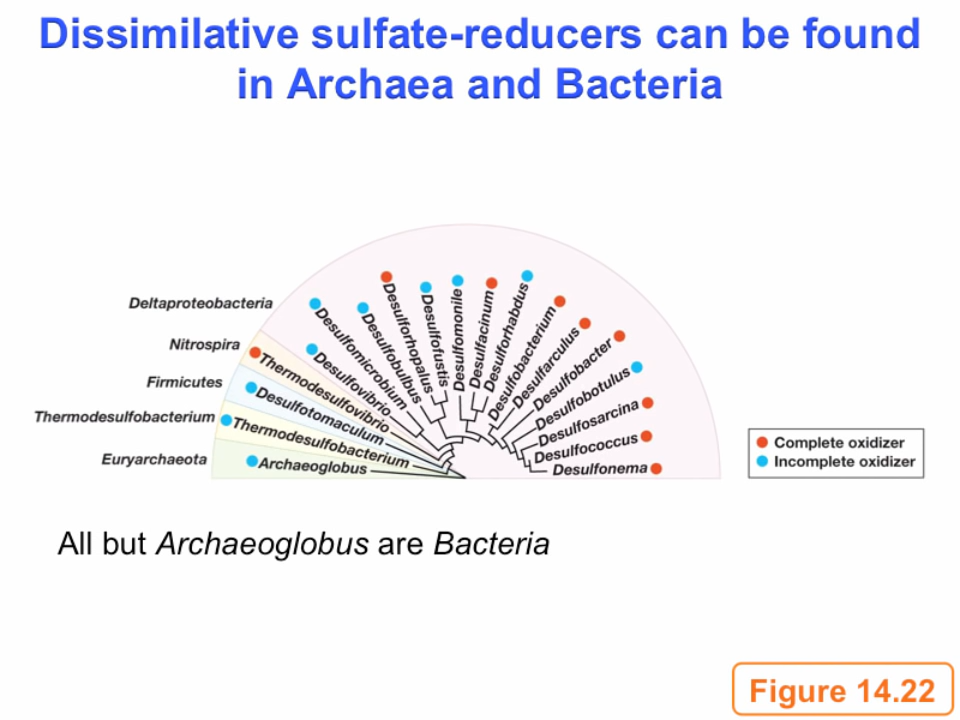 Dissimilative sulfate-reducers can be found
in Archaea and Bacteria
Deltaproteobacteria
Nitrospira
Firmicutes
Thermodesulfobacterium
Euryarchaeota
Archaeoglobus
Thermodesulfobacterium
Desulfotomaculum
Thermodesulfovibrio
Desulfovibrio
Desulfomicrobium
Desulfobulbus
Desulforhopalus
Desulfofustis
Desulfomonile
Desulfacinum
Desulforhabdus
Desulfobacterium
Desulfarculus
Desulfobacter
Desulfobotulus
Desulfosarcina
Desulfococcus
Desulfonema
Complete oxidizer
Incomplete oxidizer
All but Archaeoglobus are Bacteria
Figure 14.22